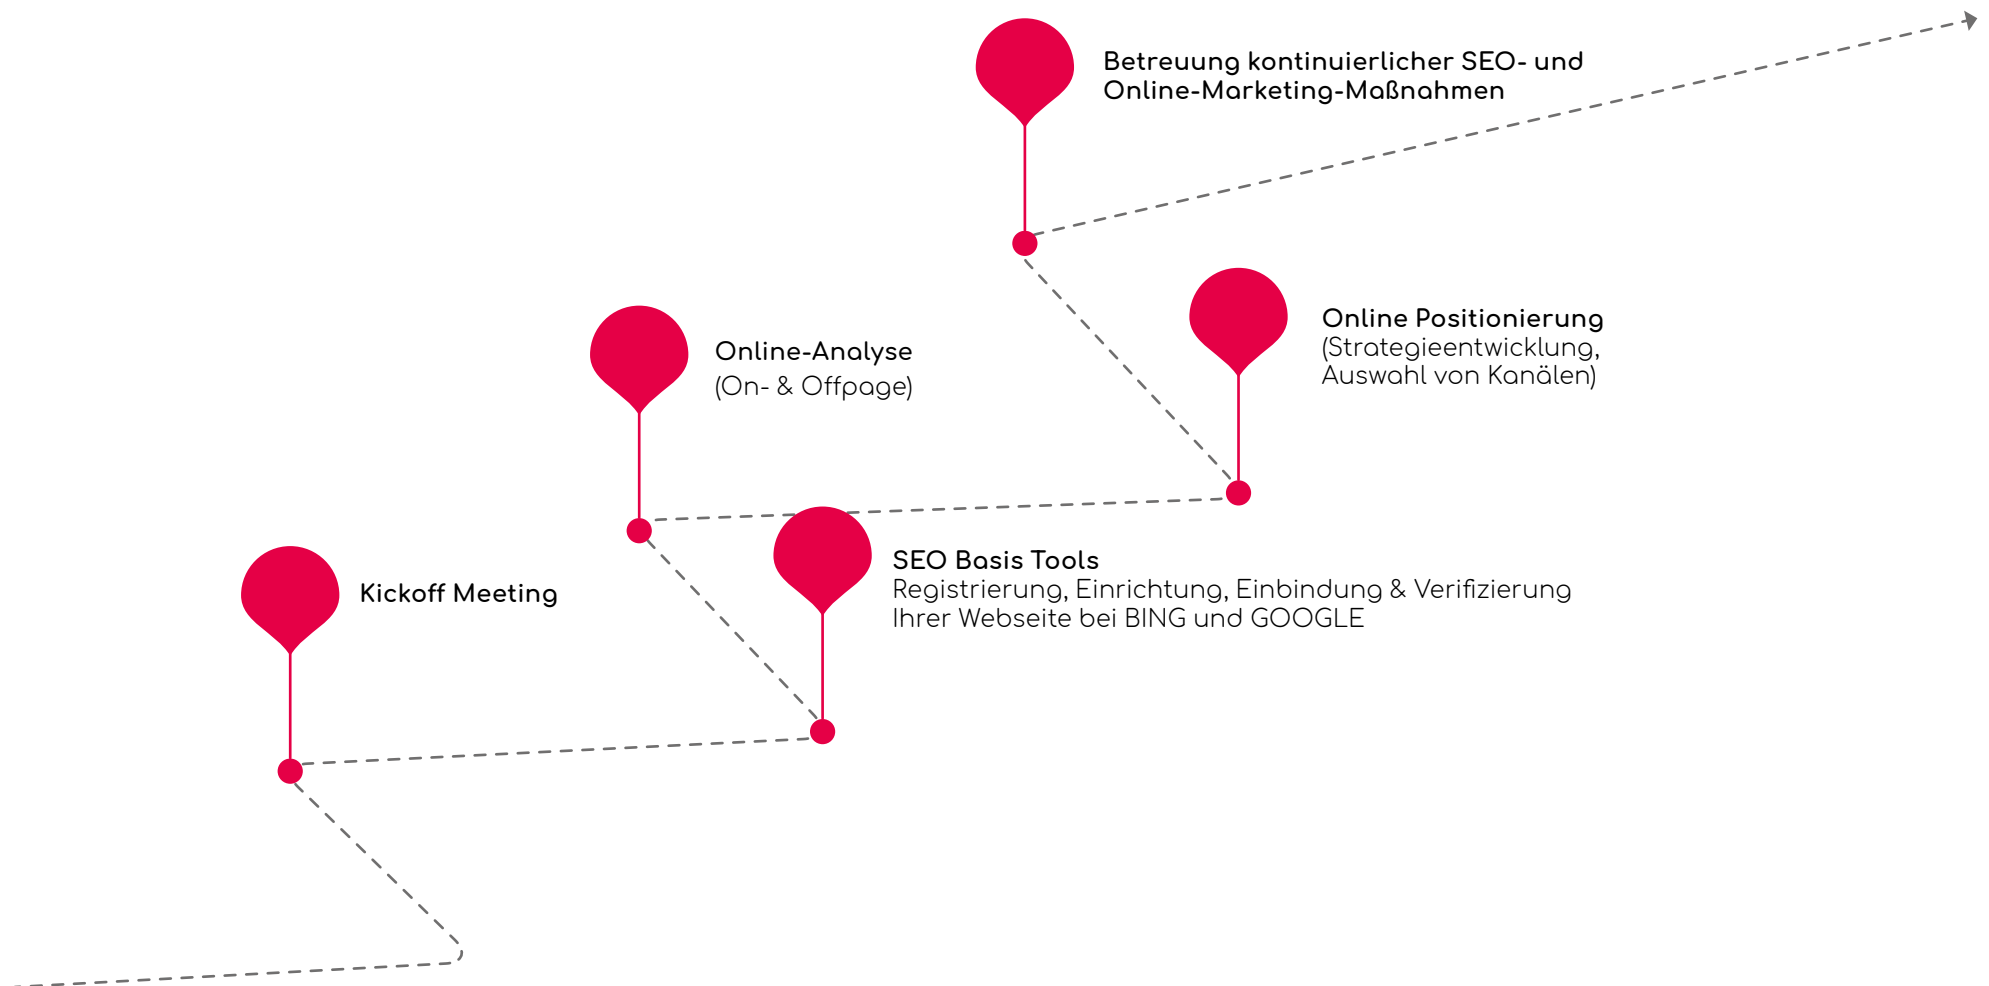 Betreuung kontinuierlicher SEO- und
Online-Marketing-Maßnahmen
Online Positionierung
(Strategieentwicklung,
Auswahl von Kanälen)
Online-Analyse
(On- & Offpage)
SEO Basis Tools
Registrierung, Einrichtung, Einbindung & Verifizierung
Ihrer Webseite bei BING und GOOGLE
Kickoff Meeting